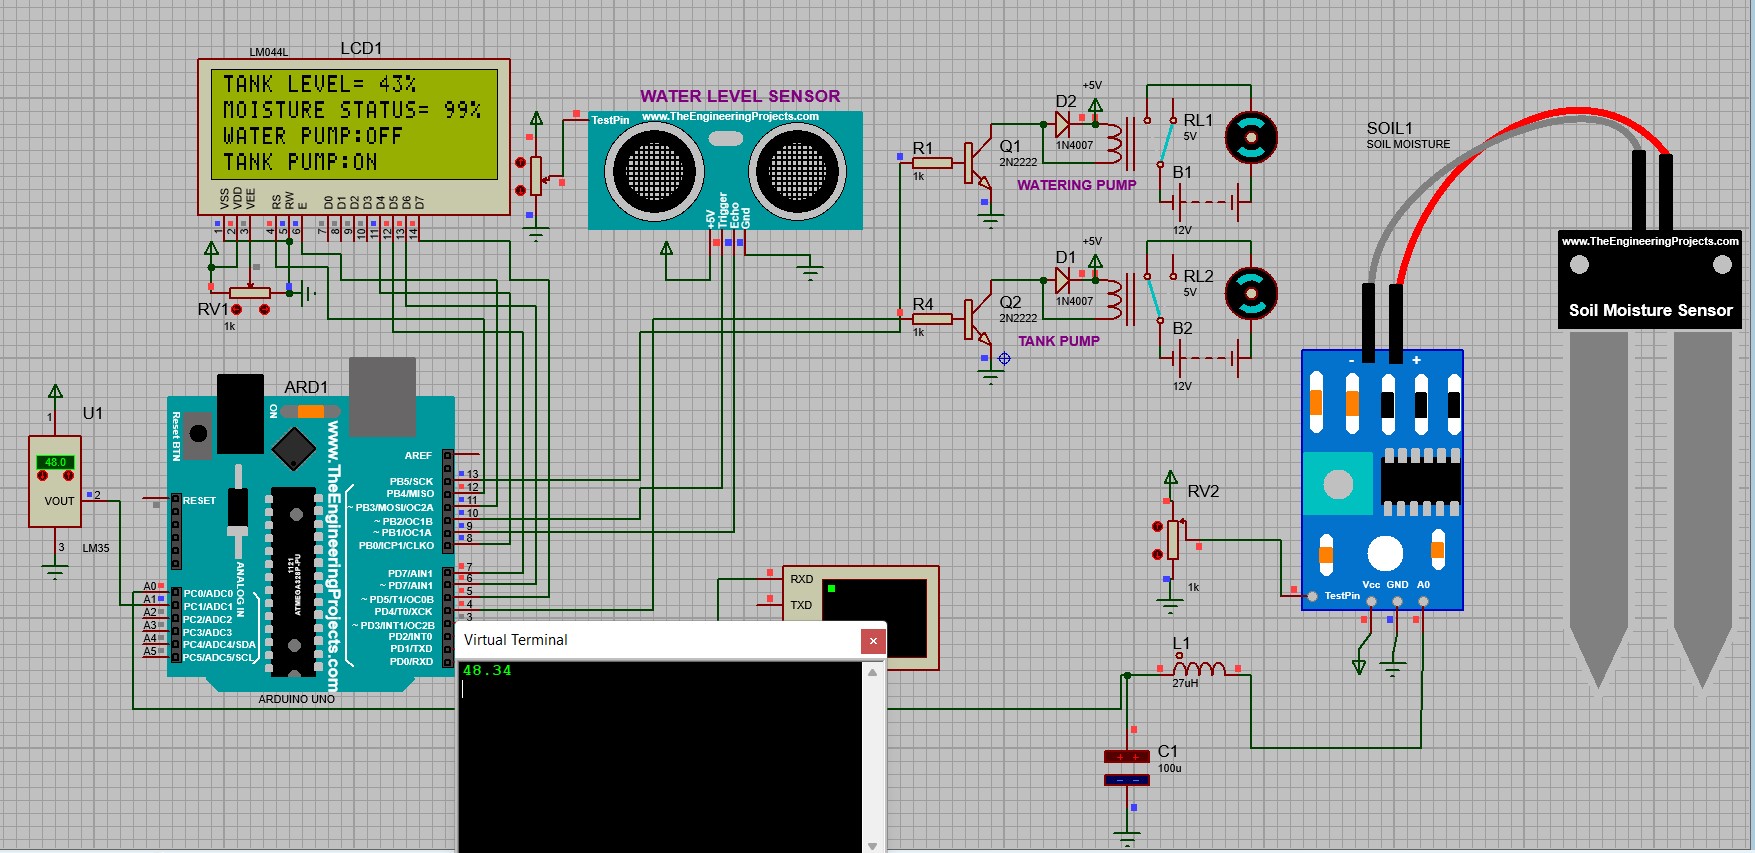 LCD1
LM044L
TANK LEVEL= 43%
MOISTURE STATUS= 99%
WATER PUMP:OFF
TANK PUMP:ON
VSS VDD VEE RS RW E D0 D1 D2 D3 D4 D5 D6 D7
1 2 3 4 5 6 7 8 9 10 11 12 13 14
RV1
1k
WATER LEVEL SENSOR
TestPin
www.TheEngineeringProjects.com
+5V Trigger Echo Gnd
R1
1k
Q1
2N2222
D2
1N4007
+5V
RL1
5V
B1
12V
WATERING PUMP
R4
1k
Q2
2N2222
D1
1N4007
+5V
RL2
5V
B2
12V
TANK PUMP
SOIL1
SOIL MOISTURE
www.TheEngineeringProjects.com
Soil Moisture Sensor
- +
Vcc GND A0
TestPin
RV2
1k
L1
27uH
C1
100u
U1
1
48.0
VOUT
2
3
LM35
ARD1
ON
Reset BTN
www.TheEngineeringProjects.com
ANALOG IN
ATMEGA328P-PU
1121
ARDUINO UNO
RESET
A0 PC0/ADC0
A1 PC1/ADC1
A2 PC2/ADC2
A3 PC3/ADC3
A4 PC4/ADC4/SDA
A5 PC5/ADC5/SCL
AREF
PB5/SCK 13
PB4/MISO 12
~ PB3/MOSI/OC2A 11
~ PB2/OC1B 10
~ PB1/OC1A 9
PB0/ICP1/CLKO 8
PD7/AIN1 7
~ PD7/AIN1 6
~ PD5/T1/OC0B 5
PD4/T0/XCK 4
~ PD3/INT1/OC2B 3
PD2/INT0
PD1/TXD
PD0/RXD
RXD
TXD
Virtual Terminal
48.34